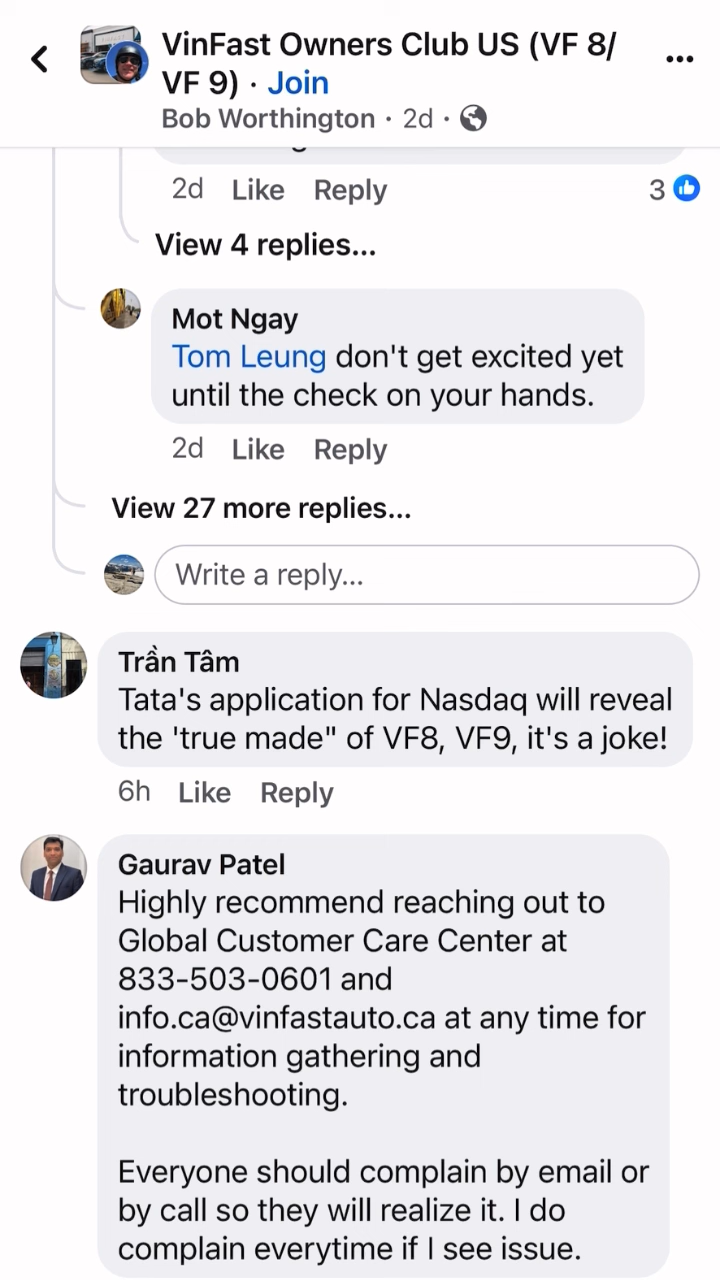 VinFast Owners Club US (VF 8/
VF 9) · Join
Bob Worthington · 2d ·
2d Like Reply 3
View 4 replies...
Mot Ngay
Tom Leung don't get excited yet
until the check on your hands.
2d Like Reply
View 27 more replies...
Write a reply...
Trần Tâm
Tata's application for Nasdaq will reveal
the 'true made" of VF8, VF9, it's a joke!
6h Like Reply
Gaurav Patel
Highly recommend reaching out to
Global Customer Care Center at
833-503-0601 and
info.ca@vinfastauto.ca at any time for
information gathering and
troubleshooting.
Everyone should complain by email or
by call so they will realize it. I do
complain everytime if I see issue.